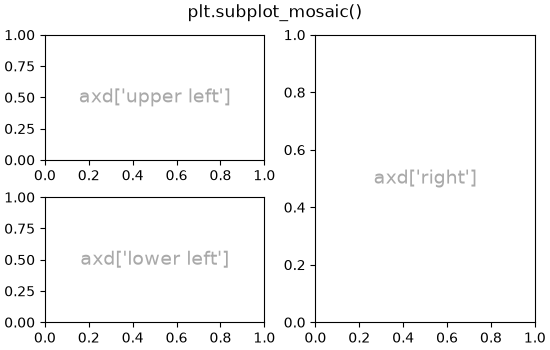 plt.subplot_mosaic()
1.00
0.75
0.50
0.25
0.00
axd['upper left']
0.0 0.2 0.4 0.6 0.8 1.0
1.00
0.75
0.50
0.25
0.00
axd['lower left']
0.0 0.2 0.4 0.6 0.8 1.0
1.0
0.8
0.6
0.4
0.2
0.0
axd['right']
0.0 0.2 0.4 0.6 0.8 1.0